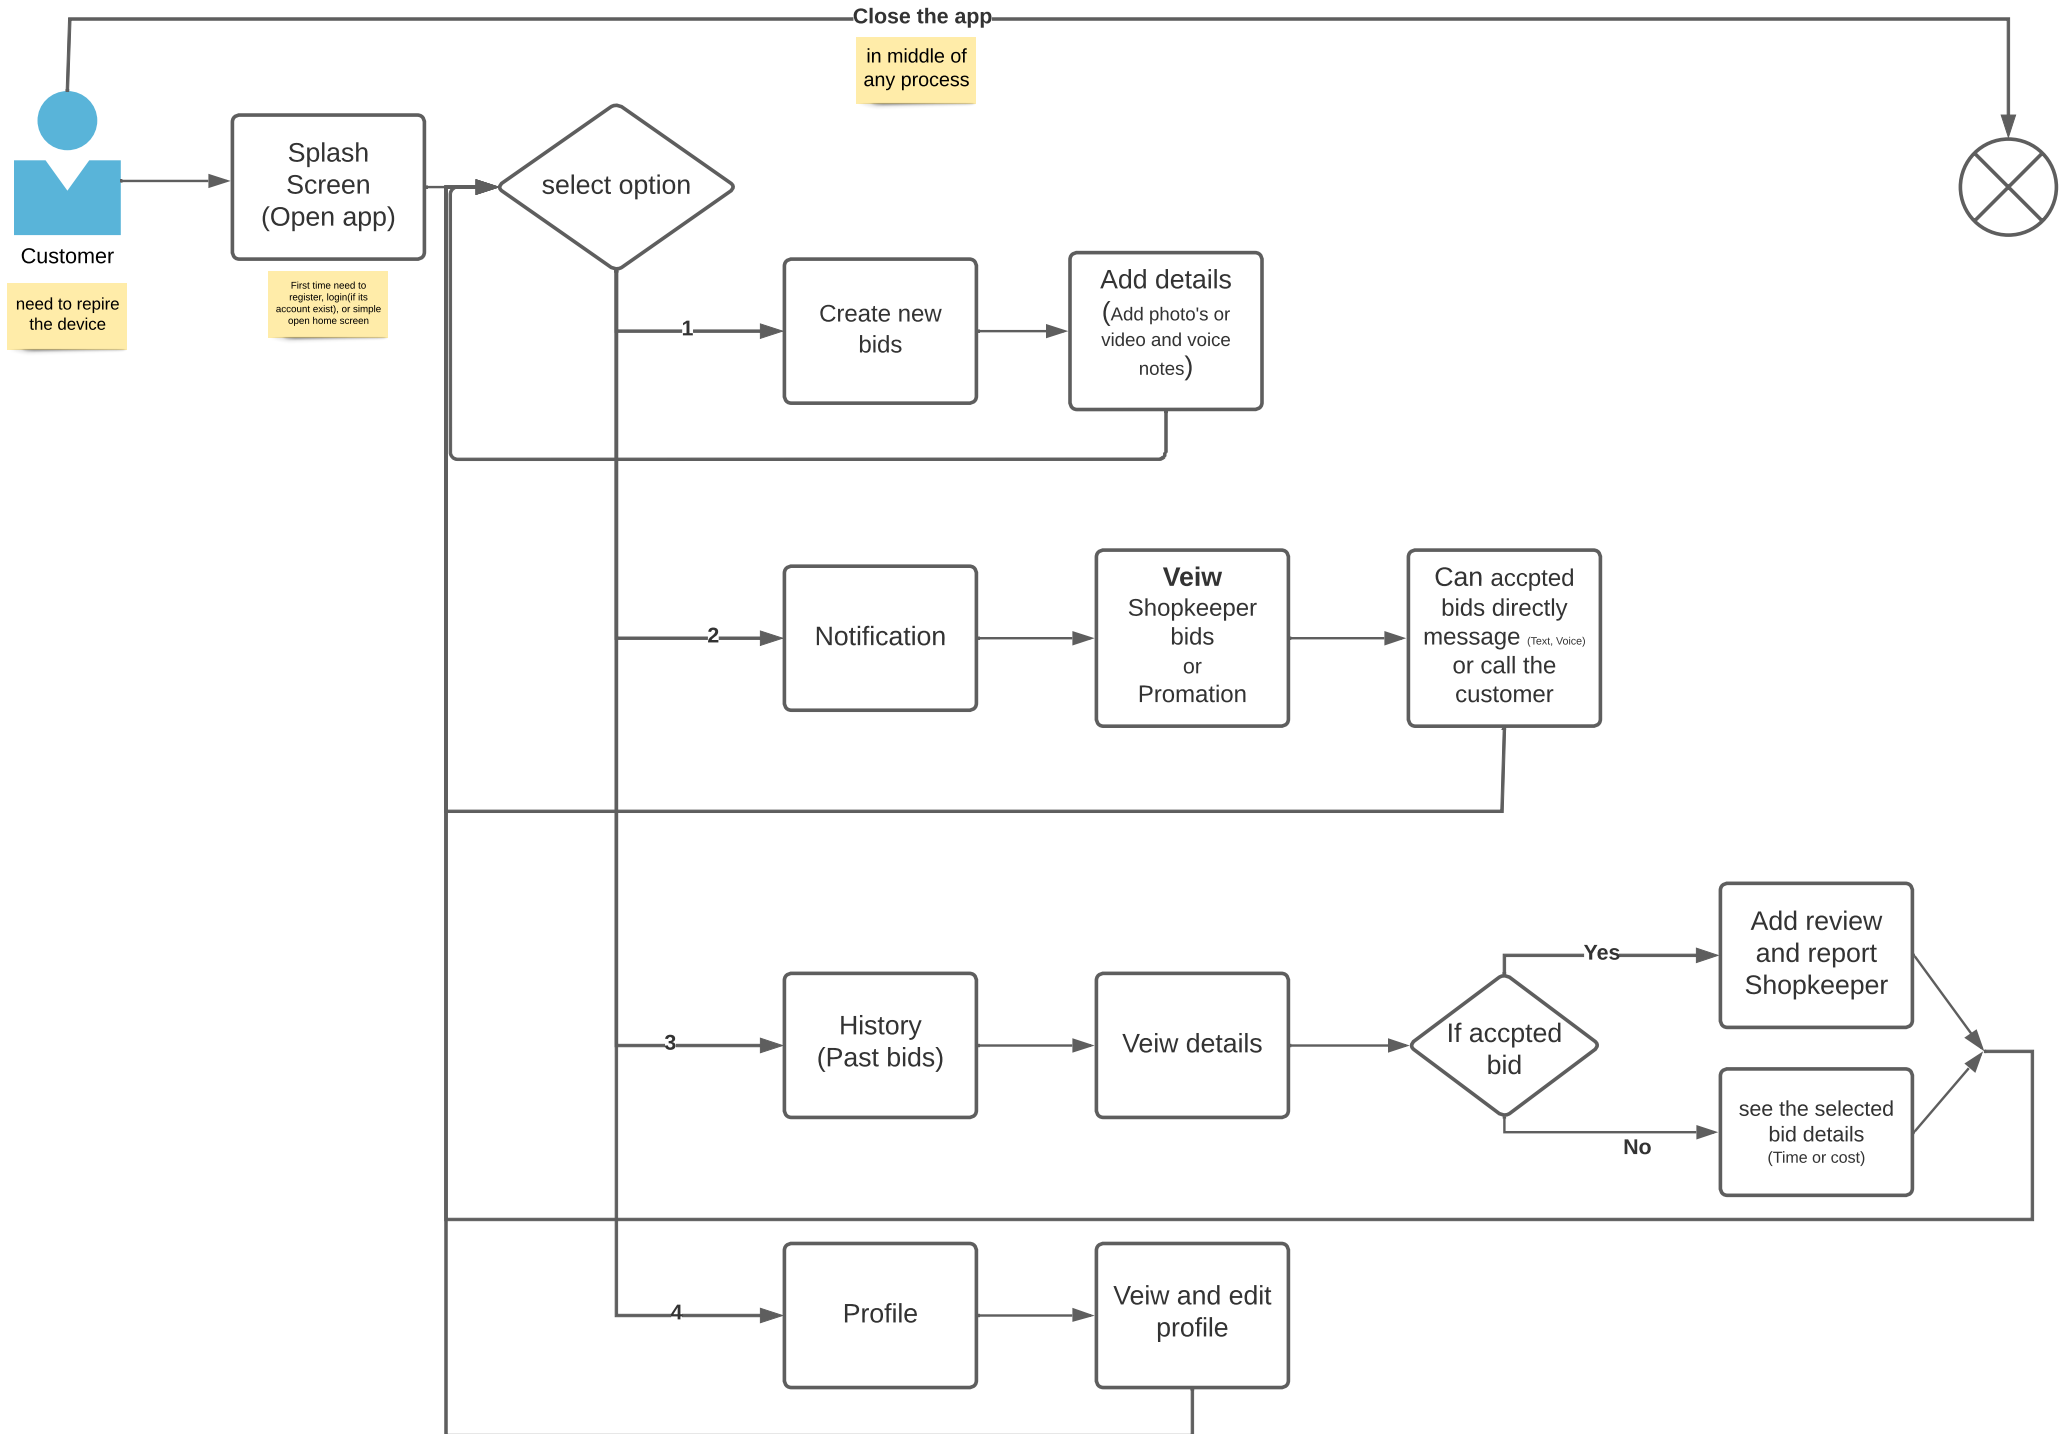 Close the app
in middle of
any process
Splash
Screen
(Open app)
select option
Customer
need to repire
the device
First time need to
register, login(if its
account exist), or simple
open home screen
1
Create new
bids
Add details
(Add photo's or
video and voice
notes)
2
Notification
Veiw
Shopkeeper
bids
or
Promation
Can accpted
bids directly
message (Text, Voice)
or call the
customer
3
History
(Past bids)
Veiw details
If accpted
bid
Yes
Add review
and report
Shopkeeper
No
see the selected
bid details
(Time or cost)
4
Profile
Veiw and edit
profile